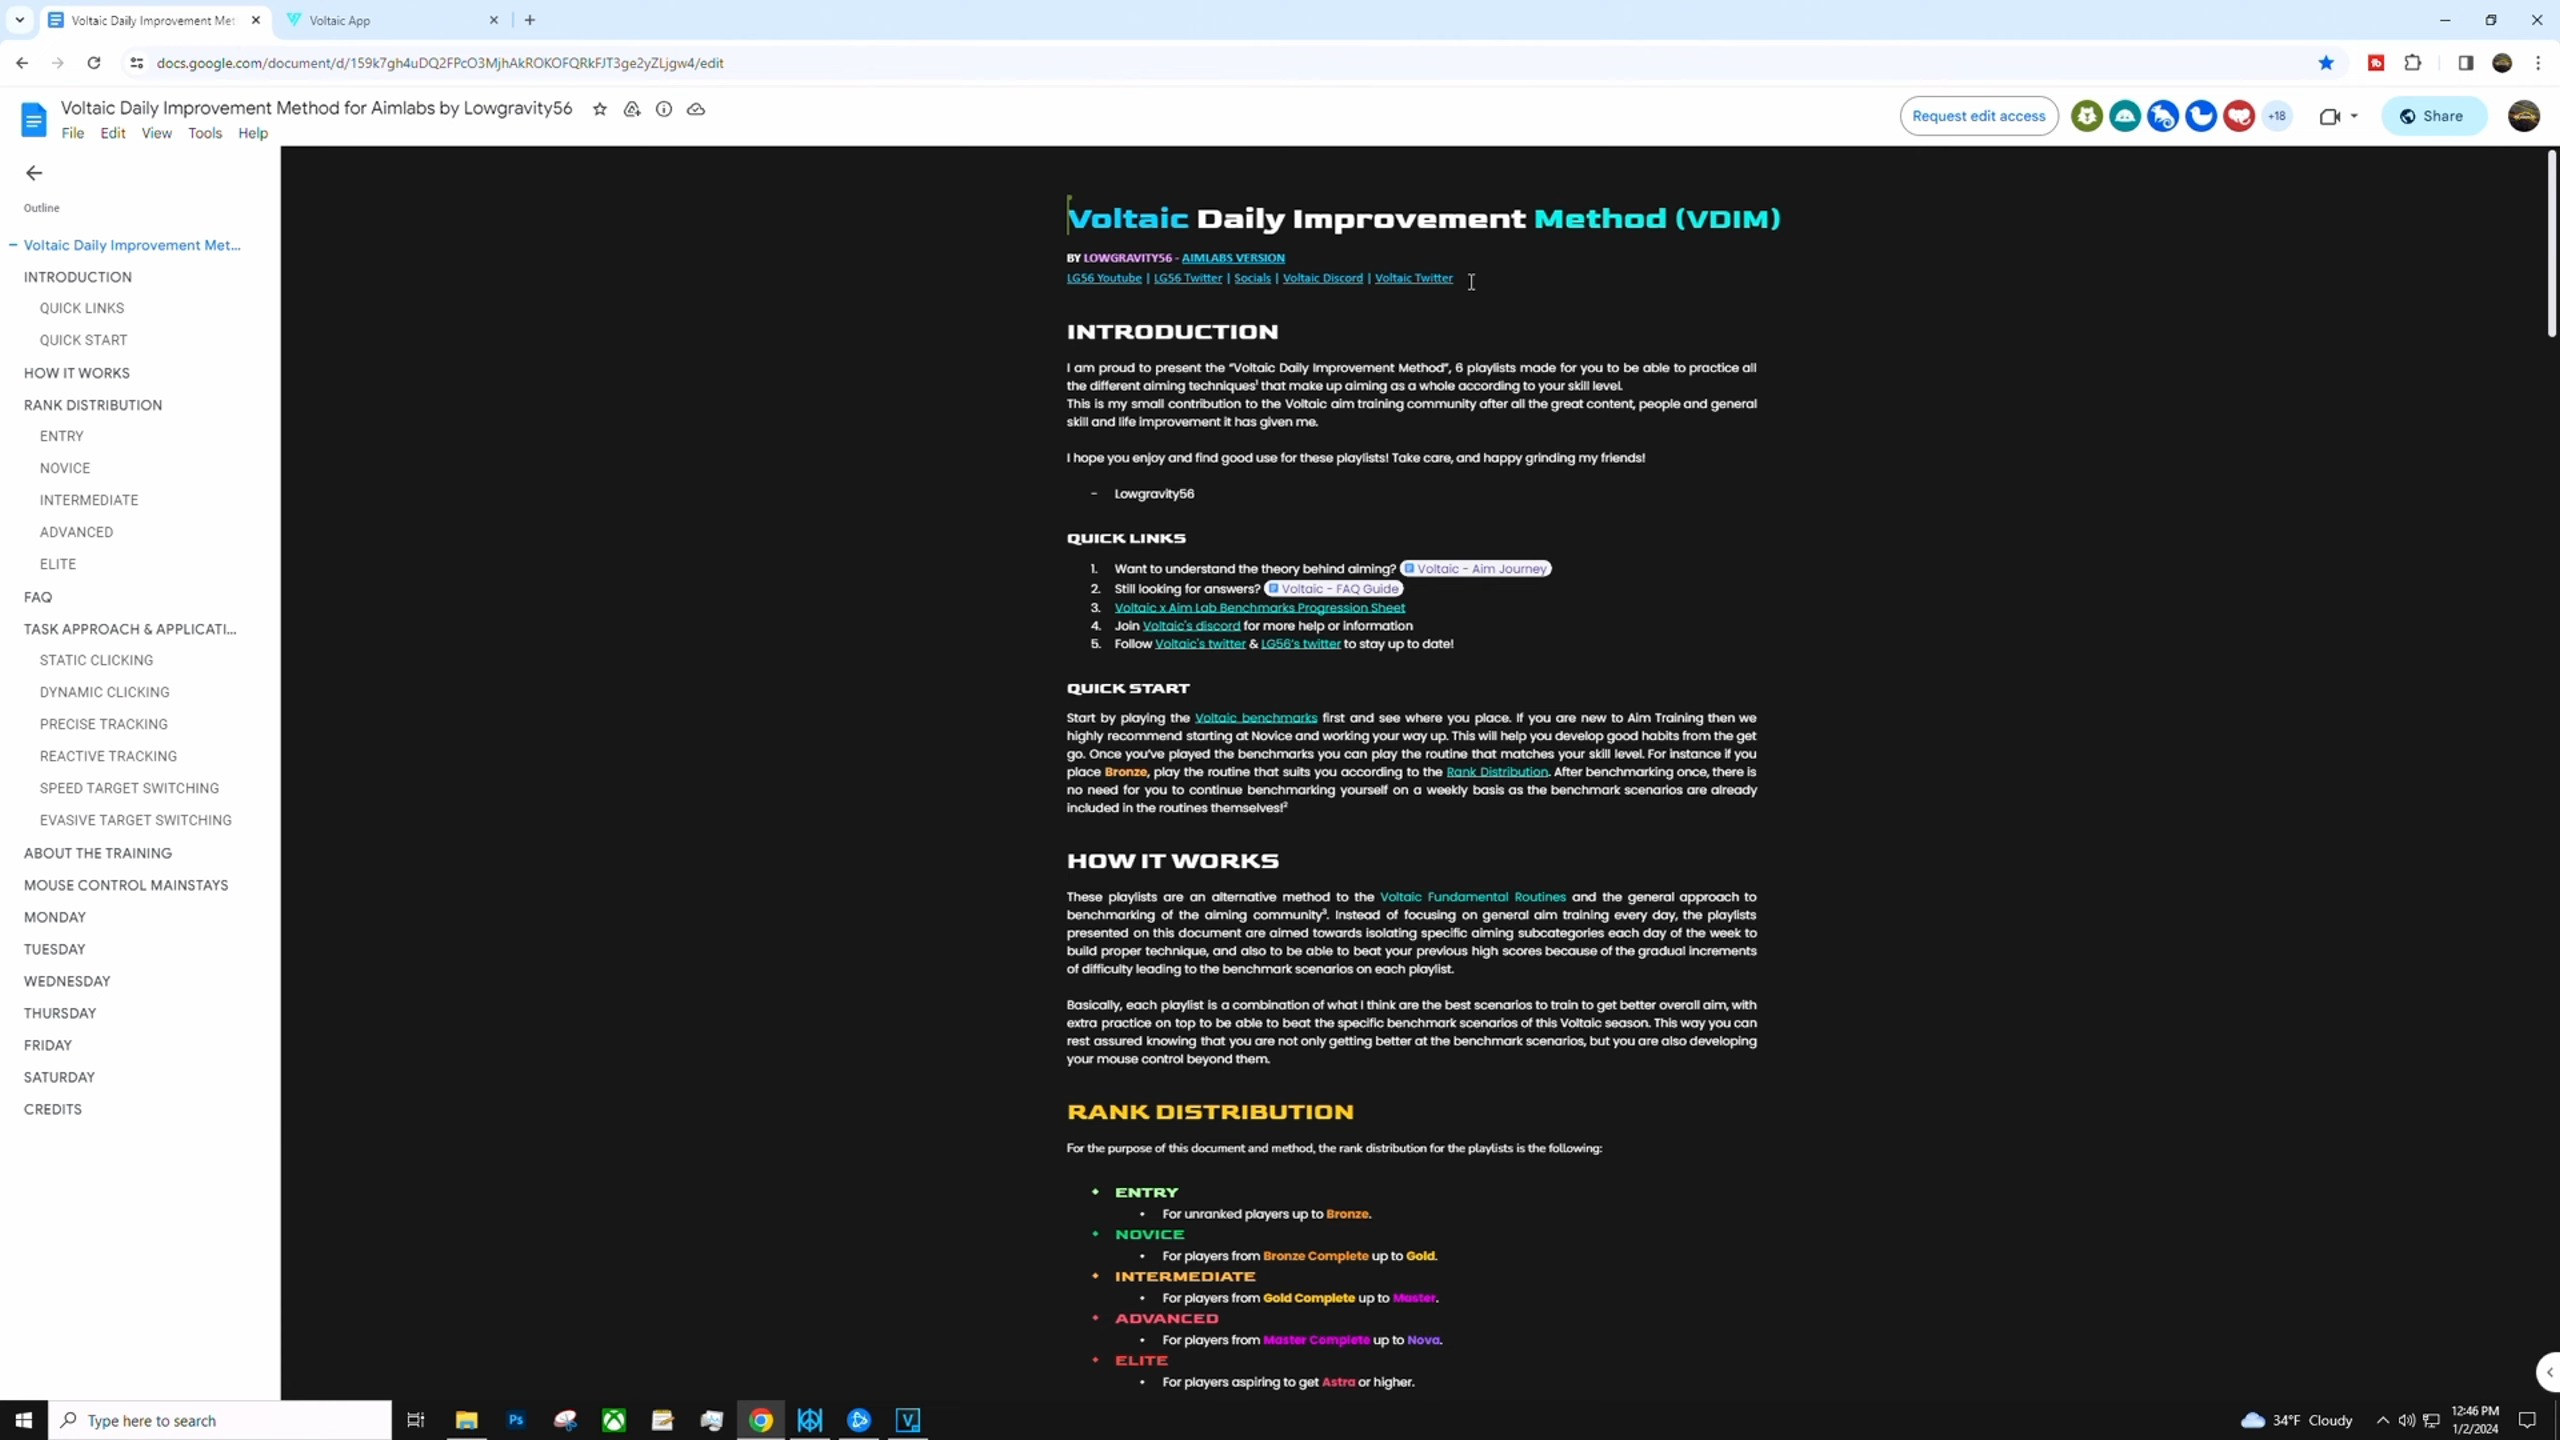 Voltaic Daily Improvement Met
Voltaic App
docs.google.com/document/d/159k7gh4uDQ2FPcO3MjhAkROKOFQRkFJT3ge2yZLjgw4/edit
Voltaic Daily Improvement Method for Aimlabs by Lowgravity56
File Edit View Tools Help
Request edit access
+18
Share
Outline
Voltaic Daily Improvement Met...
INTRODUCTION
QUICK LINKS
QUICK START
HOW IT WORKS
RANK DISTRIBUTION
ENTRY
NOVICE
INTERMEDIATE
ADVANCED
ELITE
FAQ
TASK APPROACH & APPLICATI...
STATIC CLICKING
DYNAMIC CLICKING
PRECISE TRACKING
REACTIVE TRACKING
SPEED TARGET SWITCHING
EVASIVE TARGET SWITCHING
ABOUT THE TRAINING
MOUSE CONTROL MAINSTAYS
MONDAY
TUESDAY
WEDNESDAY
THURSDAY
FRIDAY
SATURDAY
CREDITS
Voltaic Daily Improvement Method (VDIM)
BY LOWGRAVITY56 - AIMLABS VERSION
LG56 Youtube | LG56 Twitter | Socials | Voltaic Discord | Voltaic Twitter
INTRODUCTION
I am proud to present the "Voltaic Daily Improvement Method", 6 playlists made for you to be able to practice all
the different aiming techniques¹ that make up aiming as a whole according to your skill level.
This is my small contribution to the Voltaic aim training community after all the great content, people and general
skill and life improvement it has given me.
I hope you enjoy and find good use for these playlists! Take care, and happy grinding my friends!
- Lowgravity56
QUICK LINKS
1. Want to understand the theory behind aiming? Voltaic - Aim Journey
2. Still looking for answers? Voltaic - FAQ Guide
3. Voltaic x Aim Lab Benchmarks Progression Sheet
4. Join Voltaic's discord for more help or information
5. Follow Voltaic's twitter & LG56's twitter to stay up to date!
QUICK START
Start by playing the Voltaic benchmarks first and see where you place. If you are new to Aim Training then we
highly recommend starting at Novice and working your way up. This will help you develop good habits from the get
go. Once you've played the benchmarks you can play the routine that matches your skill level. For instance if you
place Bronze, play the routine that suits you according to the Rank Distribution. After benchmarking once, there is
no need for you to continue benchmarking yourself on a weekly basis as the benchmark scenarios are already
included in the routines themselves!²
HOW IT WORKS
These playlists are an alternative method to the Voltaic Fundamental Routines and the general approach to
benchmarking of the aiming community³. Instead of focusing on general aim training every day, the playlists
presented on this document are aimed towards isolating specific aiming subcategories each day of the week to
build proper technique, and also to be able to beat your previous high scores because of the gradual increments
of difficulty leading to the benchmark scenarios on each playlist.
Basically, each playlist is a combination of what I think are the best scenarios to train to get better overall aim, with
extra practice on top to be able to beat the specific benchmark scenarios of this Voltaic season. This way you can
rest assured knowing that you are not only getting better at the benchmark scenarios, but you are also developing
your mouse control beyond them.
RANK DISTRIBUTION
For the purpose of this document and method, the rank distribution for the playlists is the following:
ENTRY
For unranked players up to Bronze.
NOVICE
For players from Bronze Complete up to Gold.
INTERMEDIATE
For players from Gold Complete up to Master.
ADVANCED
For players from Master Complete up to Nova.
ELITE
For players aspiring to get Astra or higher.
Type here to search
Ps
V
34°F Cloudy
12:46 PM
1/2/2024